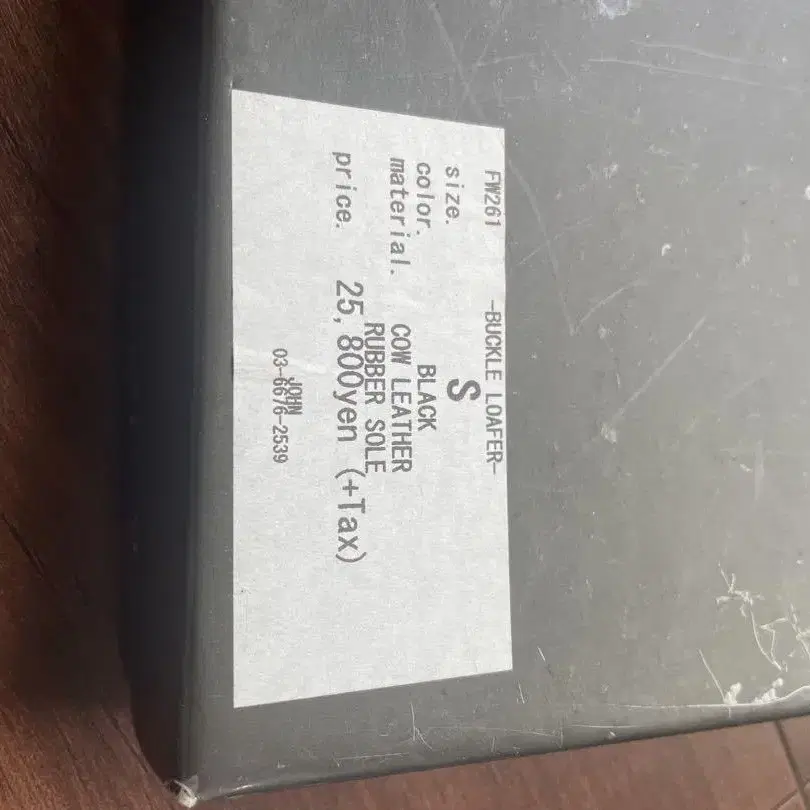 FW261 -BUCKLE LOAFER-
size. S
color. BLACK
material. COW LEATHER
RUBBER SOLE
price. 25,800yen (+Tax)
JOHN
03-6676-2539